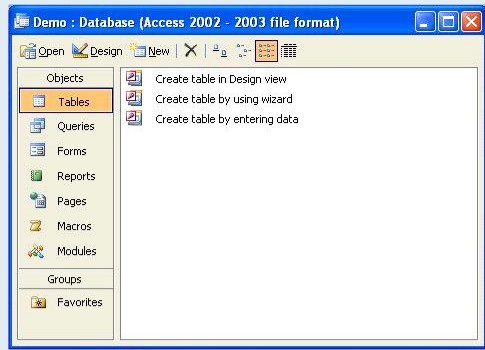 Demo : Database (Access 2002 - 2003 file format)
Open Design New
Objects
Tables
Queries
Forms
Reports
Pages
Macros
Modules
Groups
Favorites
Create table in Design view
Create table by using wizard
Create table by entering data